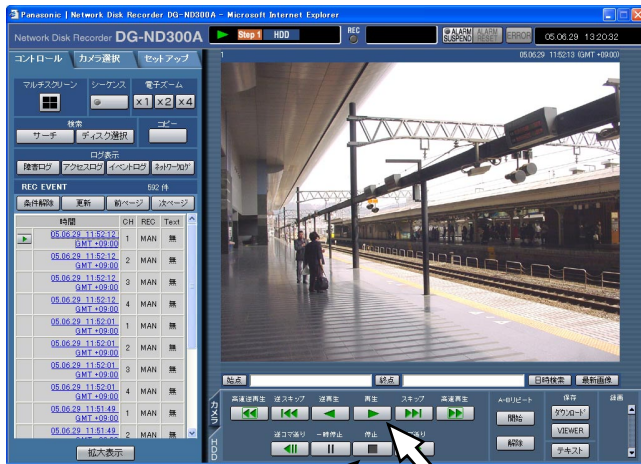 Panasonic | Network Disk Recorder DG-ND300A - Microsoft Internet Explorer
Network Disk Recorder DG-ND300A
Step 1 HDD
REC
ALARM SUSPEND
ALARM RESET
ERROR
05.06.29 13:20:32
コントロール カメラ選択 セットアップ
マルチスクリーン シーケンス 電子ズーム
x1 x2 x4
検索 コピー
サーチ ディスク選択
ログ表示
障害ログ アクセスログ イベントログ ネットワークログ
REC EVENT 592 件
条件解除 更新 前ページ 次ページ
時間 CH REC Text
05.06.29 11:52:12 GMT +09:00 1 MAN 無
05.06.29 11:52:12 GMT +09:00 2 MAN 無
05.06.29 11:52:12 GMT +09:00 3 MAN 無
05.06.29 11:52:12 GMT +09:00 4 MAN 無
05.06.29 11:52:01 GMT +09:00 1 MAN 無
05.06.29 11:52:01 GMT +09:00 2 MAN 無
05.06.29 11:52:01 GMT +09:00 3 MAN 無
05.06.29 11:52:01 GMT +09:00 4 MAN 無
05.06.29 11:51:49 GMT +09:00 1 MAN 無
05.06.29 11:51:49 2 MAN 無
拡大表示
1 05.06.29 11:52:13 (GMT +09:00)
始点 終点 日時検索 最新画像
カメラ
HDD
高速逆再生 逆スキップ 逆再生 再生 スキップ 高速再生
逆コマ送り 一時停止 停止
A-Bリピート
開始
解除
保存
ダウンロード
VIEWER
テキスト
録画